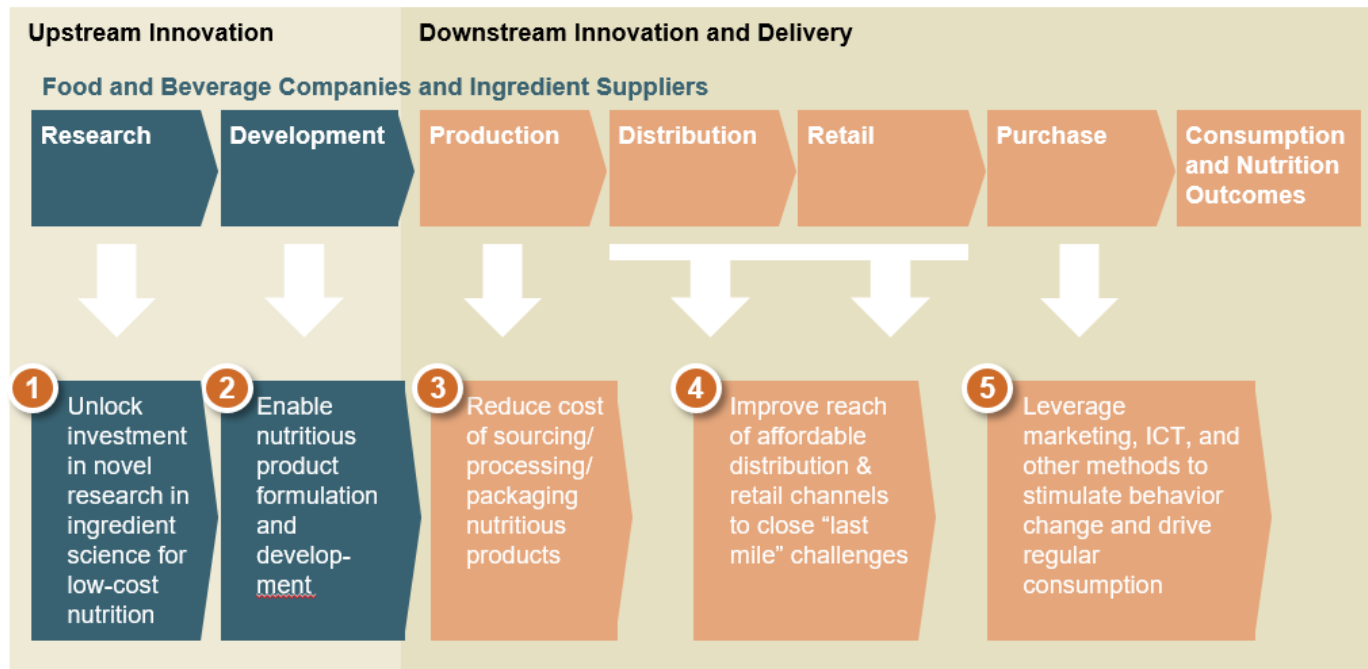 Upstream Innovation
Downstream Innovation and Delivery
Food and Beverage Companies and Ingredient Suppliers
Research
Development
Production
Distribution
Retail
Purchase
Consumption
and Nutrition
Outcomes
1
Unlock
investment
in novel
research in
ingredient
science for
low-cost
nutrition
2
Enable
nutritious
product
formulation
and
develop-
ment
3
Reduce cost
of sourcing/
processing/
packaging
nutritious
products
4
Improve reach
of affordable
distribution &
retail channels
to close “last
mile” challenges
5
Leverage
marketing, ICT, and
other methods to
stimulate behavior
change and drive
regular
consumption